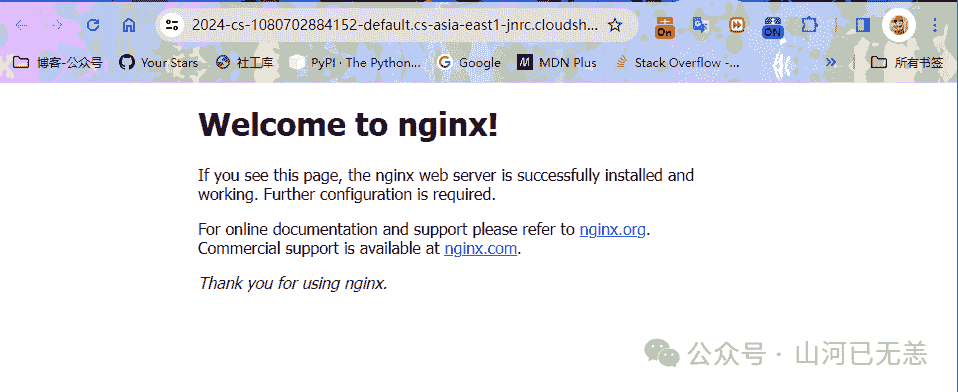 2024-cs-1080702884152-default.cs-asia-east1-jnrc.cloudsh...
On
ON
博客-公众号 Your Stars 社工库 PyPI · The Python... Google MDN Plus Stack Overflow -... » 所有书签
Welcome to nginx!
If you see this page, the nginx web server is successfully installed and
working. Further configuration is required.
For online documentation and support please refer to nginx.org.
Commercial support is available at nginx.com.
Thank you for using nginx.
公众号 · 山河已无恙